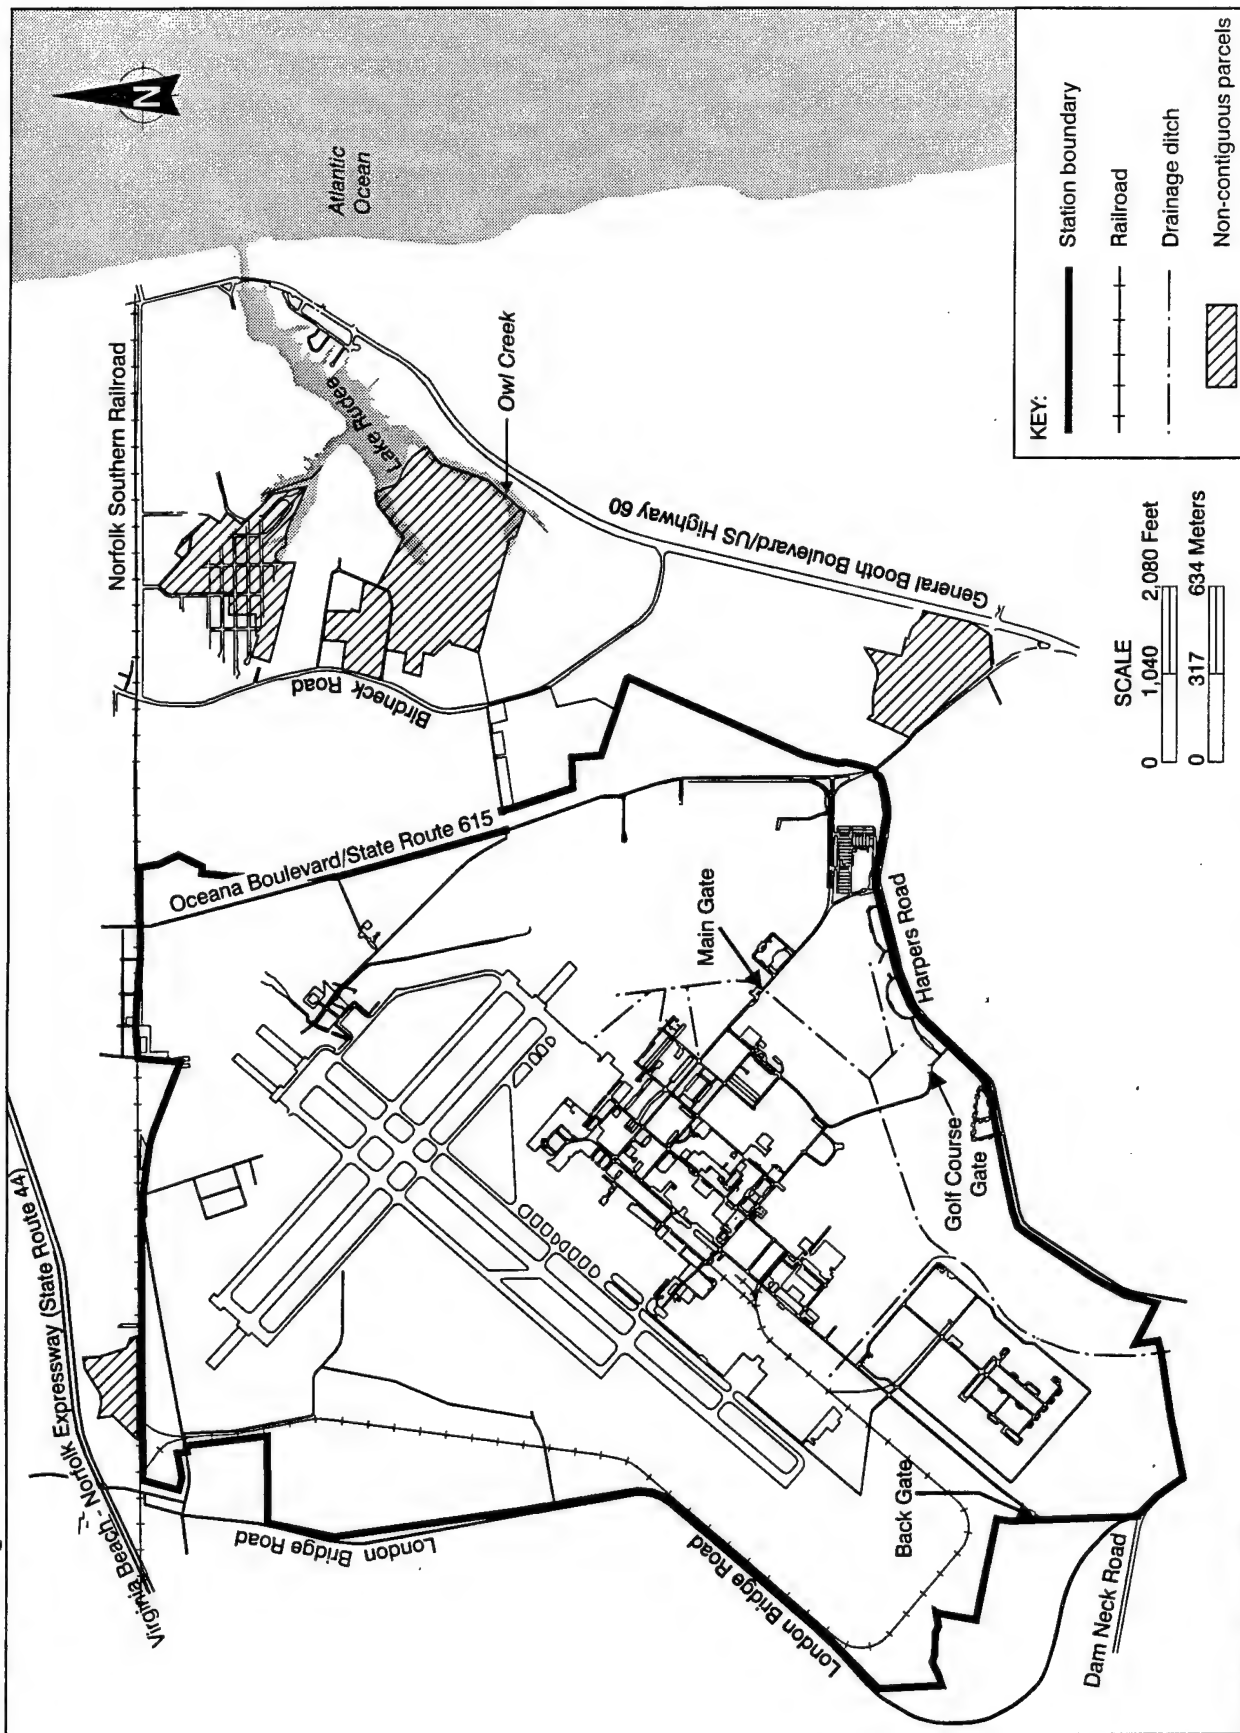 N
Atlantic
Ocean
Norfolk Southern Railroad
Lake Rudee
Owl Creek
General Booth Boulevard/US Highway 60
Birdneck Road
Oceana Boulevard/State Route 615
Virginia Beach - Norfolk Expressway (State Route 44)
London Bridge Road
London Bridge Road
Main Gate
Harpers Road
Golf Course
Gate
Back Gate
Dam Neck Road
SCALE
0 1,040 2,080 Feet
0 317 634 Meters
KEY:
Station boundary
Railroad
Drainage ditch
Non-contiguous parcels